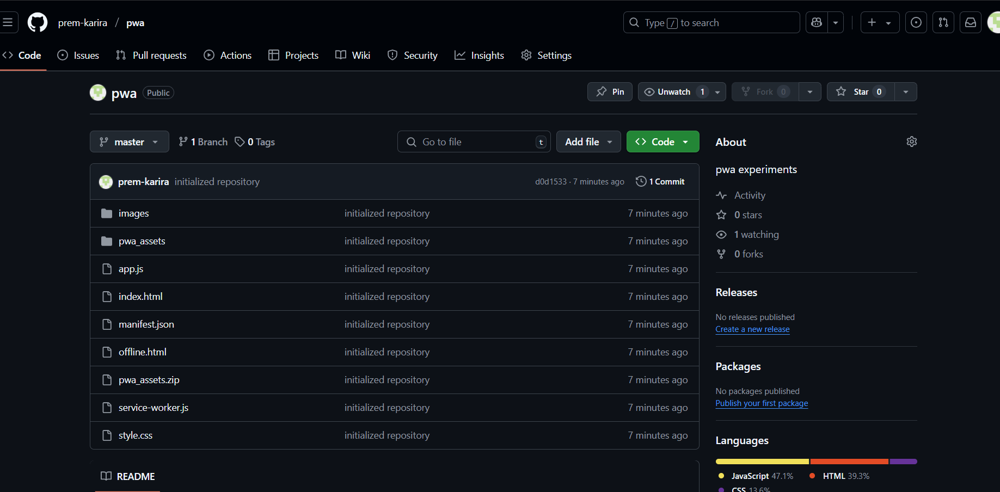 prem-karira / pwa
Type / to search
Code Issues Pull requests Actions Projects Wiki Security Insights Settings
pwa Public
Pin Unwatch 1 Fork 0 Star 0
master 1 Branch 0 Tags Go to file t Add file Code
prem-karira initialized repository d0d1533 · 7 minutes ago 1 Commit
images initialized repository 7 minutes ago
pwa_assets initialized repository 7 minutes ago
app.js initialized repository 7 minutes ago
index.html initialized repository 7 minutes ago
manifest.json initialized repository 7 minutes ago
offline.html initialized repository 7 minutes ago
pwa_assets.zip initialized repository 7 minutes ago
service-worker.js initialized repository 7 minutes ago
style.css initialized repository 7 minutes ago
README
About
pwa experiments
Activity
0 stars
1 watching
0 forks
Releases
No releases published
Create a new release
Packages
No packages published
Publish your first package
Languages
JavaScript 47.1% HTML 39.3%
CSS 13.6%